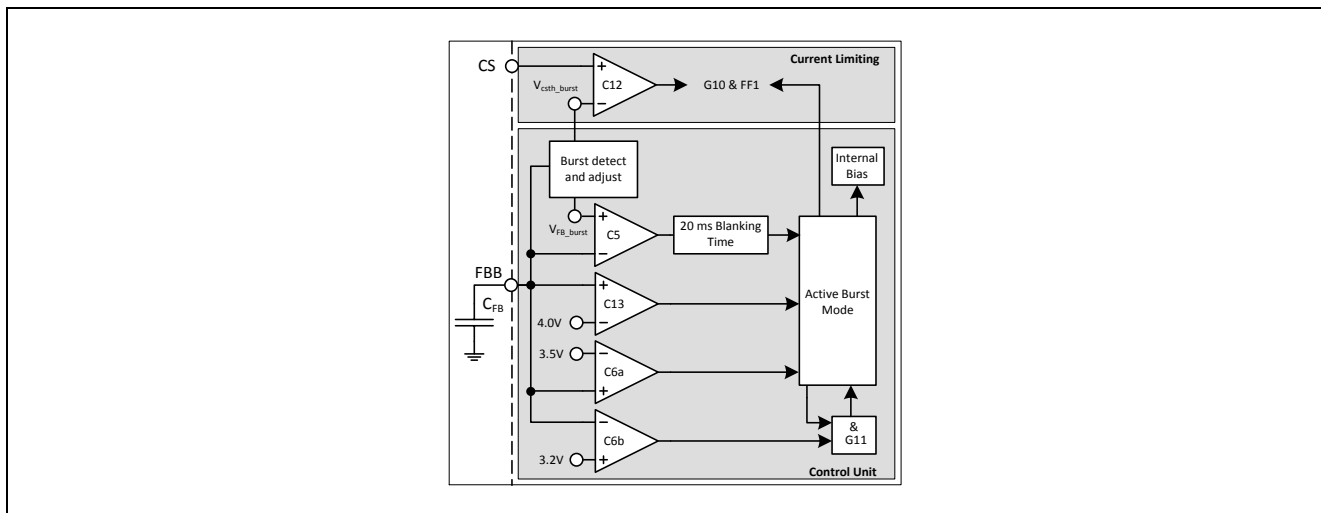 Current Limiting
CS
+
C12
−
V_csth_burst
G10 & FF1
Burst detect
and adjust
Internal
Bias
V_FB_burst
+
C5
−
20 ms Blanking
Time
FBB
C_FB
+
C13
−
4.0V
Active Burst
Mode
3.5V
−
C6a
+
−
C6b
+
3.2V
&
G11
Control Unit